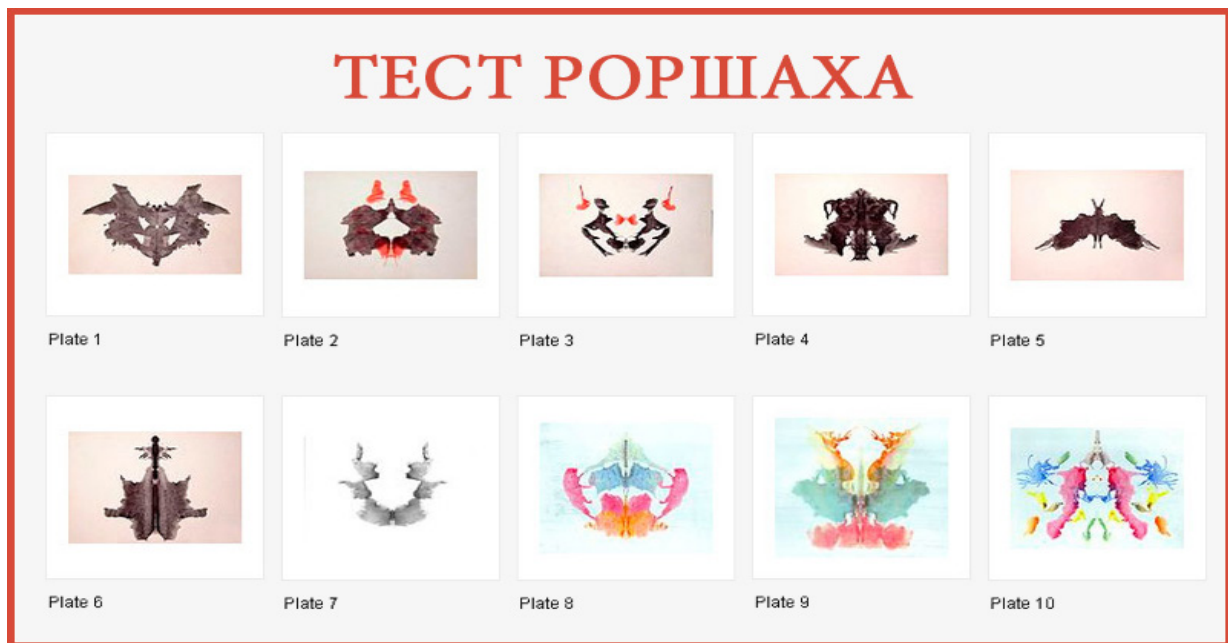 ТЕСТ РОРШАХА
Plate 1 Plate 2 Plate 3 Plate 4 Plate 5
Plate 6 Plate 7 Plate 8 Plate 9 Plate 10